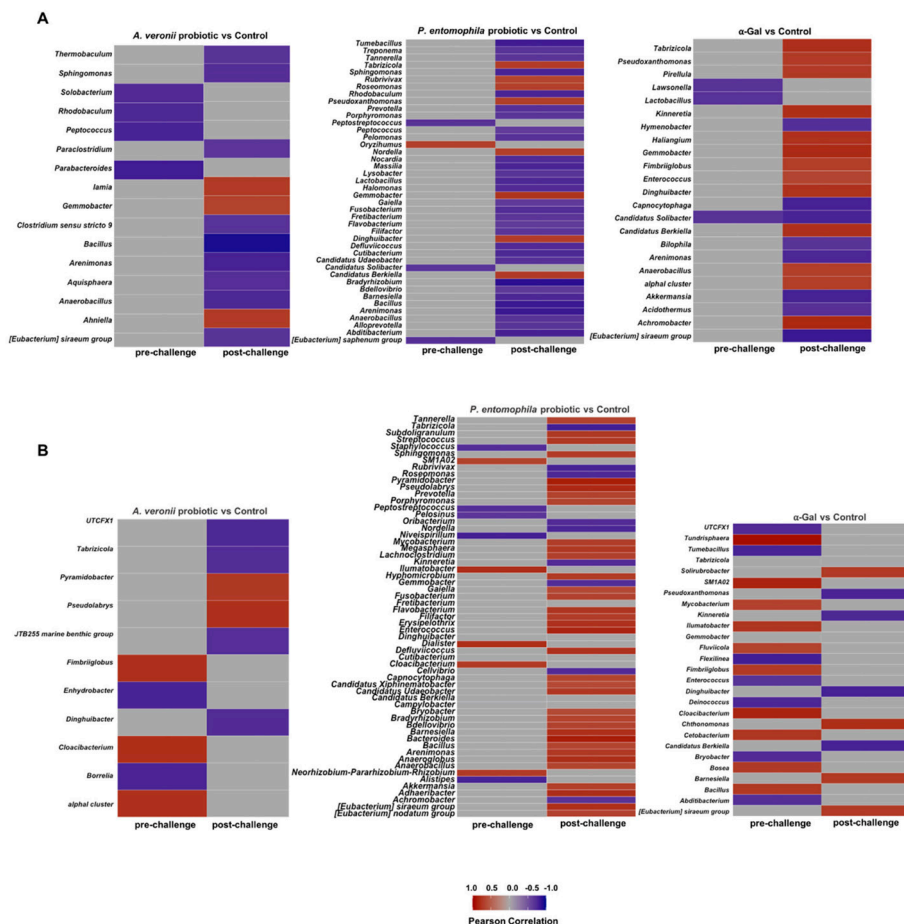 A
A. veronii probiotic vs Control
Thermobaculum
Sphingomonas
Solobacterium
Rhodobaculum
Peptococcus
Paraclostridium
Parabacteroides
Iamia
Gemmobacter
Clostridium sensu stricto 9
Bacillus
Arenimonas
Aquisphaera
Anaerobacillus
Ahniella
[Eubacterium] siraeum group
pre-challenge post-challenge
P. entomophila probiotic vs Control
Tumebacillus
Treponema
Tannerella
Tabrizicola
Sphingomonas
Rubrivivax
Roseomonas
Rhodobaculum
Pseudoxanthomonas
Prevotella
Porphyromonas
Peptostreptococcus
Peptococcus
Pelomonas
Oryzihumus
Nordella
Nocardia
Massilia
Lysobacter
Lactobacillus
Halomonas
Gemmobacter
Gaiella
Fusobacterium
Fretibacterium
Flavobacterium
Filifactor
Dinghuibacter
Defluviicoccus
Cutibacterium
Candidatus Udaeobacter
Candidatus Solibacter
Candidatus Berkiella
Bradyrhizobium
Bdellovibrio
Barnesiella
Bacillus
Arenimonas
Anaerobacillus
Alloprevotella
Abditibacterium
[Eubacterium] saphenum group
pre-challenge post-challenge
α-Gal vs Control
Tabrizicola
Pseudoxanthomonas
Pirellula
Lawsonella
Lactobacillus
Kinneretia
Hymenobacter
Haliangium
Gemmobacter
Fimbriiglobus
Enterococcus
Dinghuibacter
Capnocytophaga
Candidatus Solibacter
Candidatus Berkiella
Bilophila
Arenimonas
Anaerobacillus
alphal cluster
Akkermansia
Acidothermus
Achromobacter
[Eubacterium] siraeum group
pre-challenge post-challenge
B
A. veronii probiotic vs Control
UTCFX1
Tabrizicola
Pyramidobacter
Pseudolabrys
JTB255 marine benthic group
Fimbriiglobus
Enhydrobacter
Dinghuibacter
Cloacibacterium
Borrelia
alphal cluster
pre-challenge post-challenge
P. entomophila probiotic vs Control
Tannerella
Tabrizicola
Subdoligranulum
Streptococcus
Staphylococcus
Sphingomonas
SM1A02
Rubrivivax
Roseomonas
Pyramidobacter
Pseudolabrys
Prevotella
Porphyromonas
Peptostreptococcus
Pelosinus
Oribacterium
Nordella
Niveispirillum
Mycobacterium
Megasphaera
Lachnoclostridium
Kinneretia
Ilumatobacter
Hyphomicrobium
Gemmobacter
Gaiella
Fusobacterium
Fretibacterium
Flavobacterium
Filifactor
Erysipelothrix
Enterococcus
Dinghuibacter
Dialister
Defluviicoccus
Cutibacterium
Cloacibacterium
Cellvibrio
Capnocytophaga
Candidatus Xiphinematobacter
Candidatus Udaeobacter
Candidatus Berkiella
Campylobacter
Bryobacter
Bradyrhizobium
Bdellovibrio
Barnesiella
Bacteroides
Bacillus
Arenimonas
Anaeroglobus
Anaerobacillus
Neorhizobium-Pararhizobium-Rhizobium
Alistipes
Akkermansia
Adhaeribacter
Achromobacter
[Eubacterium] siraeum group
[Eubacterium] nodatum group
pre-challenge post-challenge
α-Gal vs Control
UTCFX1
Tundrisphaera
Tumebacillus
Tabrizicola
Solirubrobacter
SM1A02
Pseudoxanthomonas
Mycobacterium
Kinneretia
Ilumatobacter
Gemmobacter
Fluviicola
Flexilinea
Fimbriiglobus
Enterococcus
Dinghuibacter
Deinococcus
Cloacibacterium
Chthonomonas
Cetobacterium
Candidatus Berkiella
Bryobacter
Bosea
Barnesiella
Bacillus
Abditibacterium
[Eubacterium] siraeum group
pre-challenge post-challenge
1.0 0.5 0.0 -0.5 -1.0
Pearson Correlation